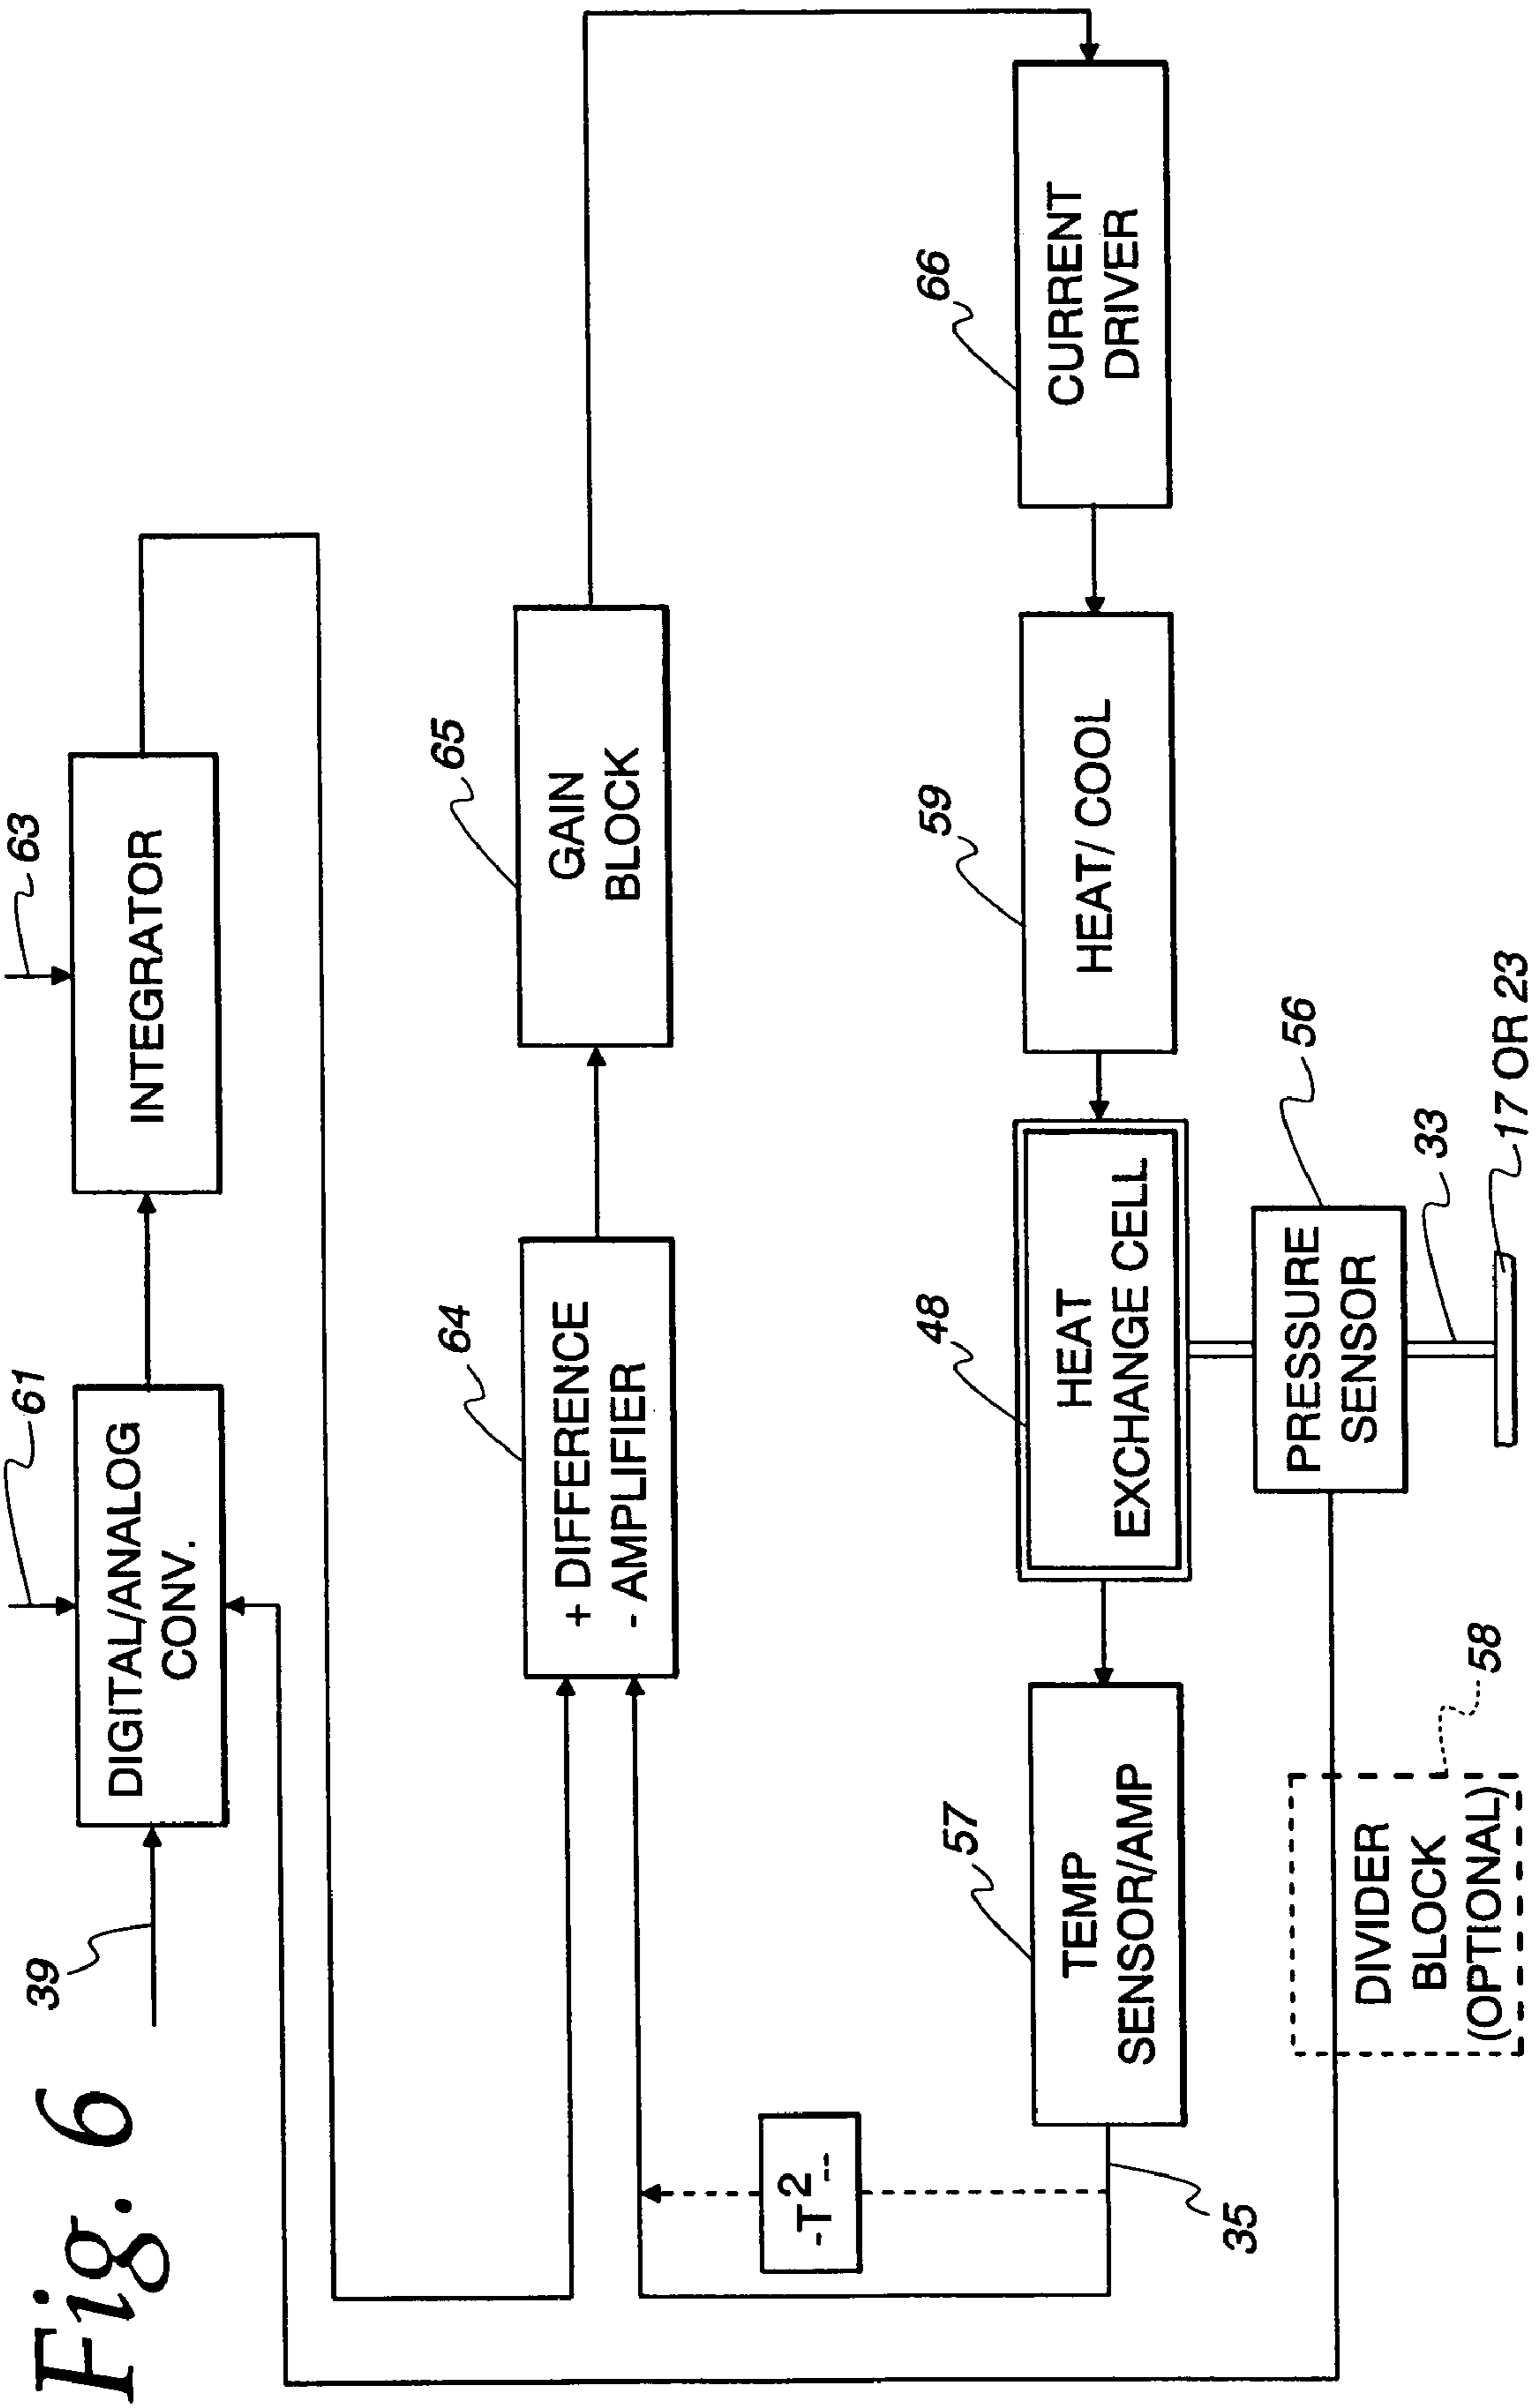 Fig. 6
39
61
63
DIGITAL/ANALOG
CONV.
INTEGRATOR
64
65
+ DIFFERENCE
- AMPLIFIER
GAIN
BLOCK
-T2--
35
57
48
59
66
TEMP
SENSOR/AMP
HEAT
EXCHANGE CELL
HEAT/ COOL
CURRENT
DRIVER
58
DIVIDER
BLOCK
(OPTIONAL)
PRESSURE
SENSOR
56
33
17 OR 23